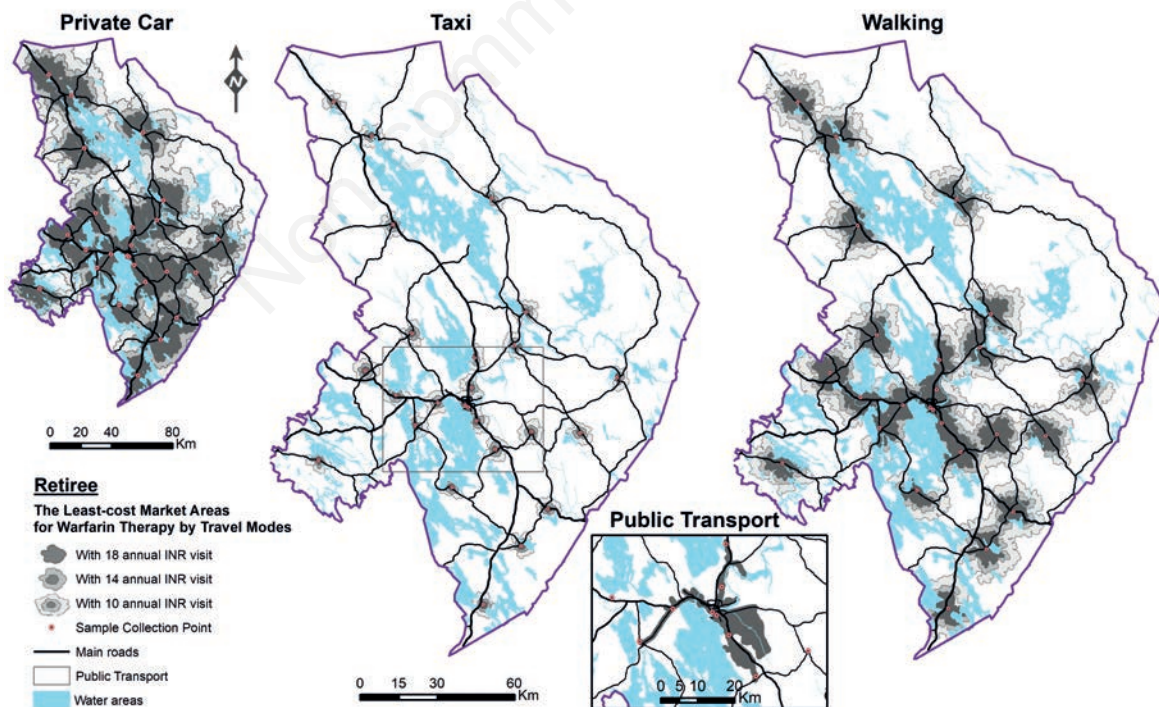 Private Car
Taxi
Walking
N
0 20 40 80
Km
Retiree
The Least-cost Market Areas
for Warfarin Therapy by Travel Modes
With 18 annual INR visit
With 14 annual INR visit
With 10 annual INR visit
Sample Collection Point
Main roads
Public Transport
Water areas
0 15 30 60
Km
Public Transport
0 5 10 20
Km